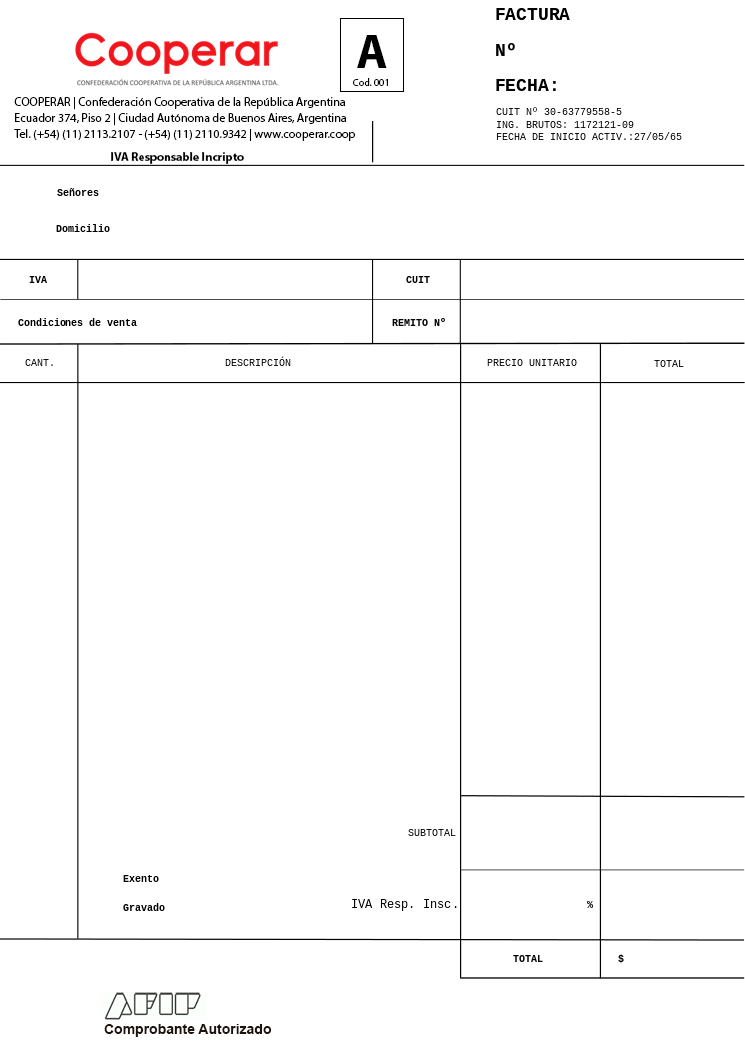 Cooperar
CONFEDERACIÓN COOPERATIVA DE LA REPÚBLICA ARGENTINA LTDA.
COOPERAR | Confederación Cooperativa de la República Argentina
Ecuador 374, Piso 2 | Ciudad Autónoma de Buenos Aires, Argentina
Tel. (+54) (11) 2113.2107 - (+54) (11) 2110.9342 | www.cooperar.coop
IVA Responsable Incripto
A
Cod. 001
FACTURA
Nº
FECHA:
CUIT Nº 30-63779558-5
ING. BRUTOS: 1172121-09
FECHA DE INICIO ACTIV.:27/05/65
Señores
Domicilio
IVA CUIT
Condiciones de venta REMITO Nº
CANT. DESCRIPCIÓN PRECIO UNITARIO TOTAL
SUBTOTAL
Exento
Gravado IVA Resp. Insc. %
TOTAL $
AFIP
Comprobante Autorizado